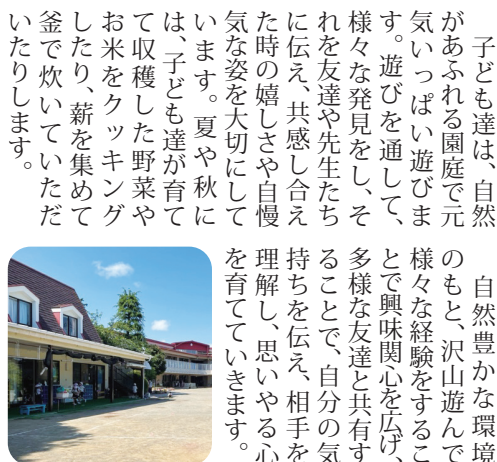 子ども達は、自然
があふれる園庭で元
気いっぱい遊びま
す。遊びを通して、
様々な発見をし、そ
れを友達や先生たち
に伝え、共感し合え
た時の嬉しさや自慢
気な姿を大切にして
います。夏や秋に
は、子ども達が育て
て収穫した野菜や
お米をクッキング
したり、薪を集めて
釜で炊いていただ
いたりします。
自然豊かな環境
のもと、沢山遊んで
様々な経験をするこ
とで興味関心を広げ、
多様な友達と共有す
ることで、自分の気
持ちを伝え、相手を
理解し、思いやる心
を育てていきます。